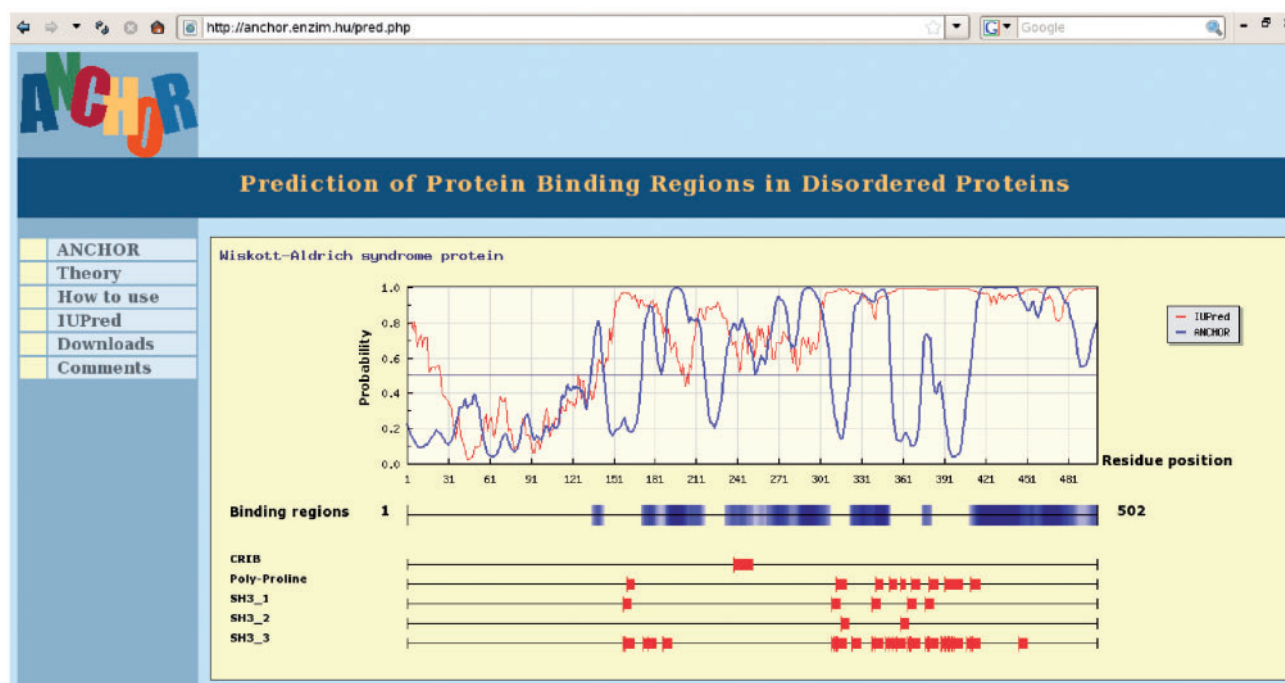 http://anchor.enzim.hu/pred.php
Google
ANCHOR
Prediction of Protein Binding Regions in Disordered Proteins
ANCHOR
Theory
How to use
IUPred
Downloads
Comments
Wiskott-Aldrich syndrome protein
1.0
0.8
0.6
0.4
0.2
0.0
Probability
IUPred
ANCHOR
1 31 61 91 121 151 181 211 241 271 301 331 361 391 421 451 481
Residue position
Binding regions 1 502
CRIB
Poly-Proline
SH3_1
SH3_2
SH3_3